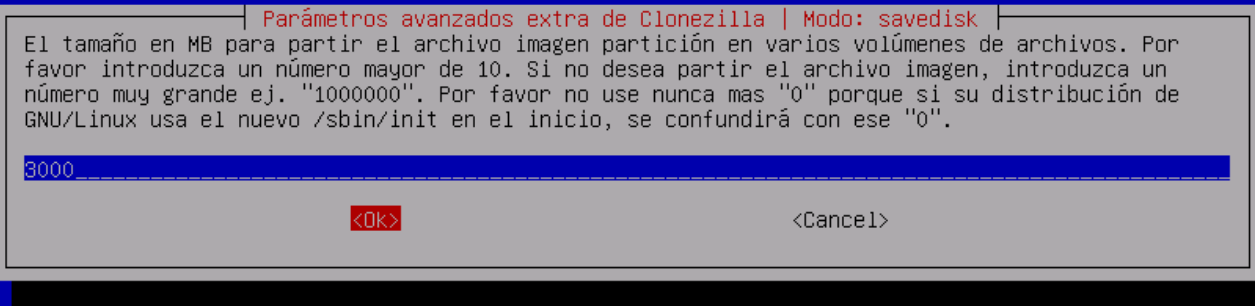 Parámetros avanzados extra de Clonezilla | Modo: savedisk
El tamaño en MB para partir el archivo imagen partición en varios volúmenes de archivos. Por
favor introduzca un número mayor de 10. Si no desea partir el archivo imagen, introduzca un
número muy grande ej. "1000000". Por favor no use nunca mas "0" porque si su distribución de
GNU/Linux usa el nuevo /sbin/init en el inicio, se confundirá con ese "0".
3000
<Ok> <Cancel>